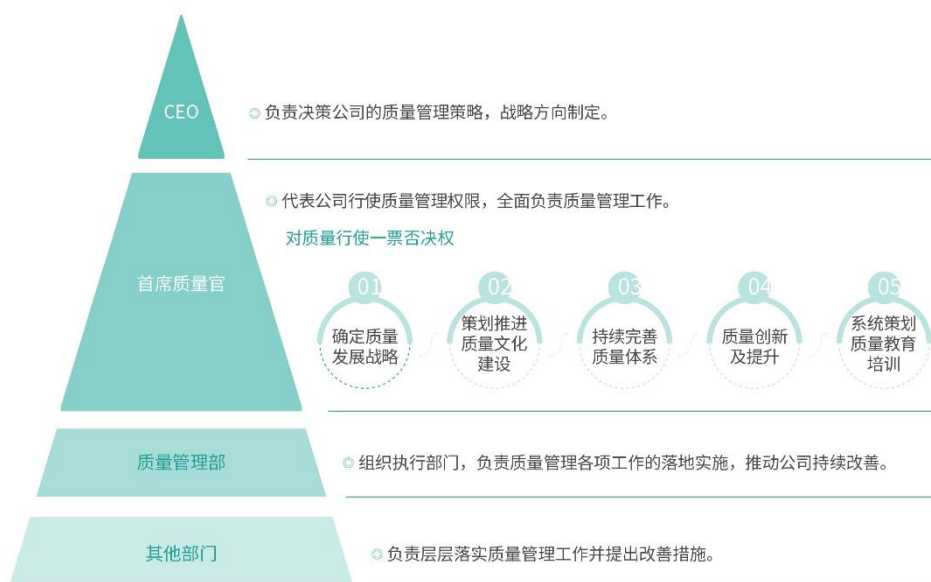 CEO
负责决策公司的质量管理策略，战略方向制定。
代表公司行使质量管理权限，全面负责质量管理工作。
对质量行使一票否决权
首席质量官
01
确定质量
发展战略
02
策划推进
质量文化
建设
03
持续完善
质量体系
04
质量创新
及提升
05
系统策划
质量教育
培训
质量管理部
组织执行部门，负责质量管理各项工作的落地实施，推动公司持续改善。
其他部门
负责层层落实质量管理工作并提出改善措施。